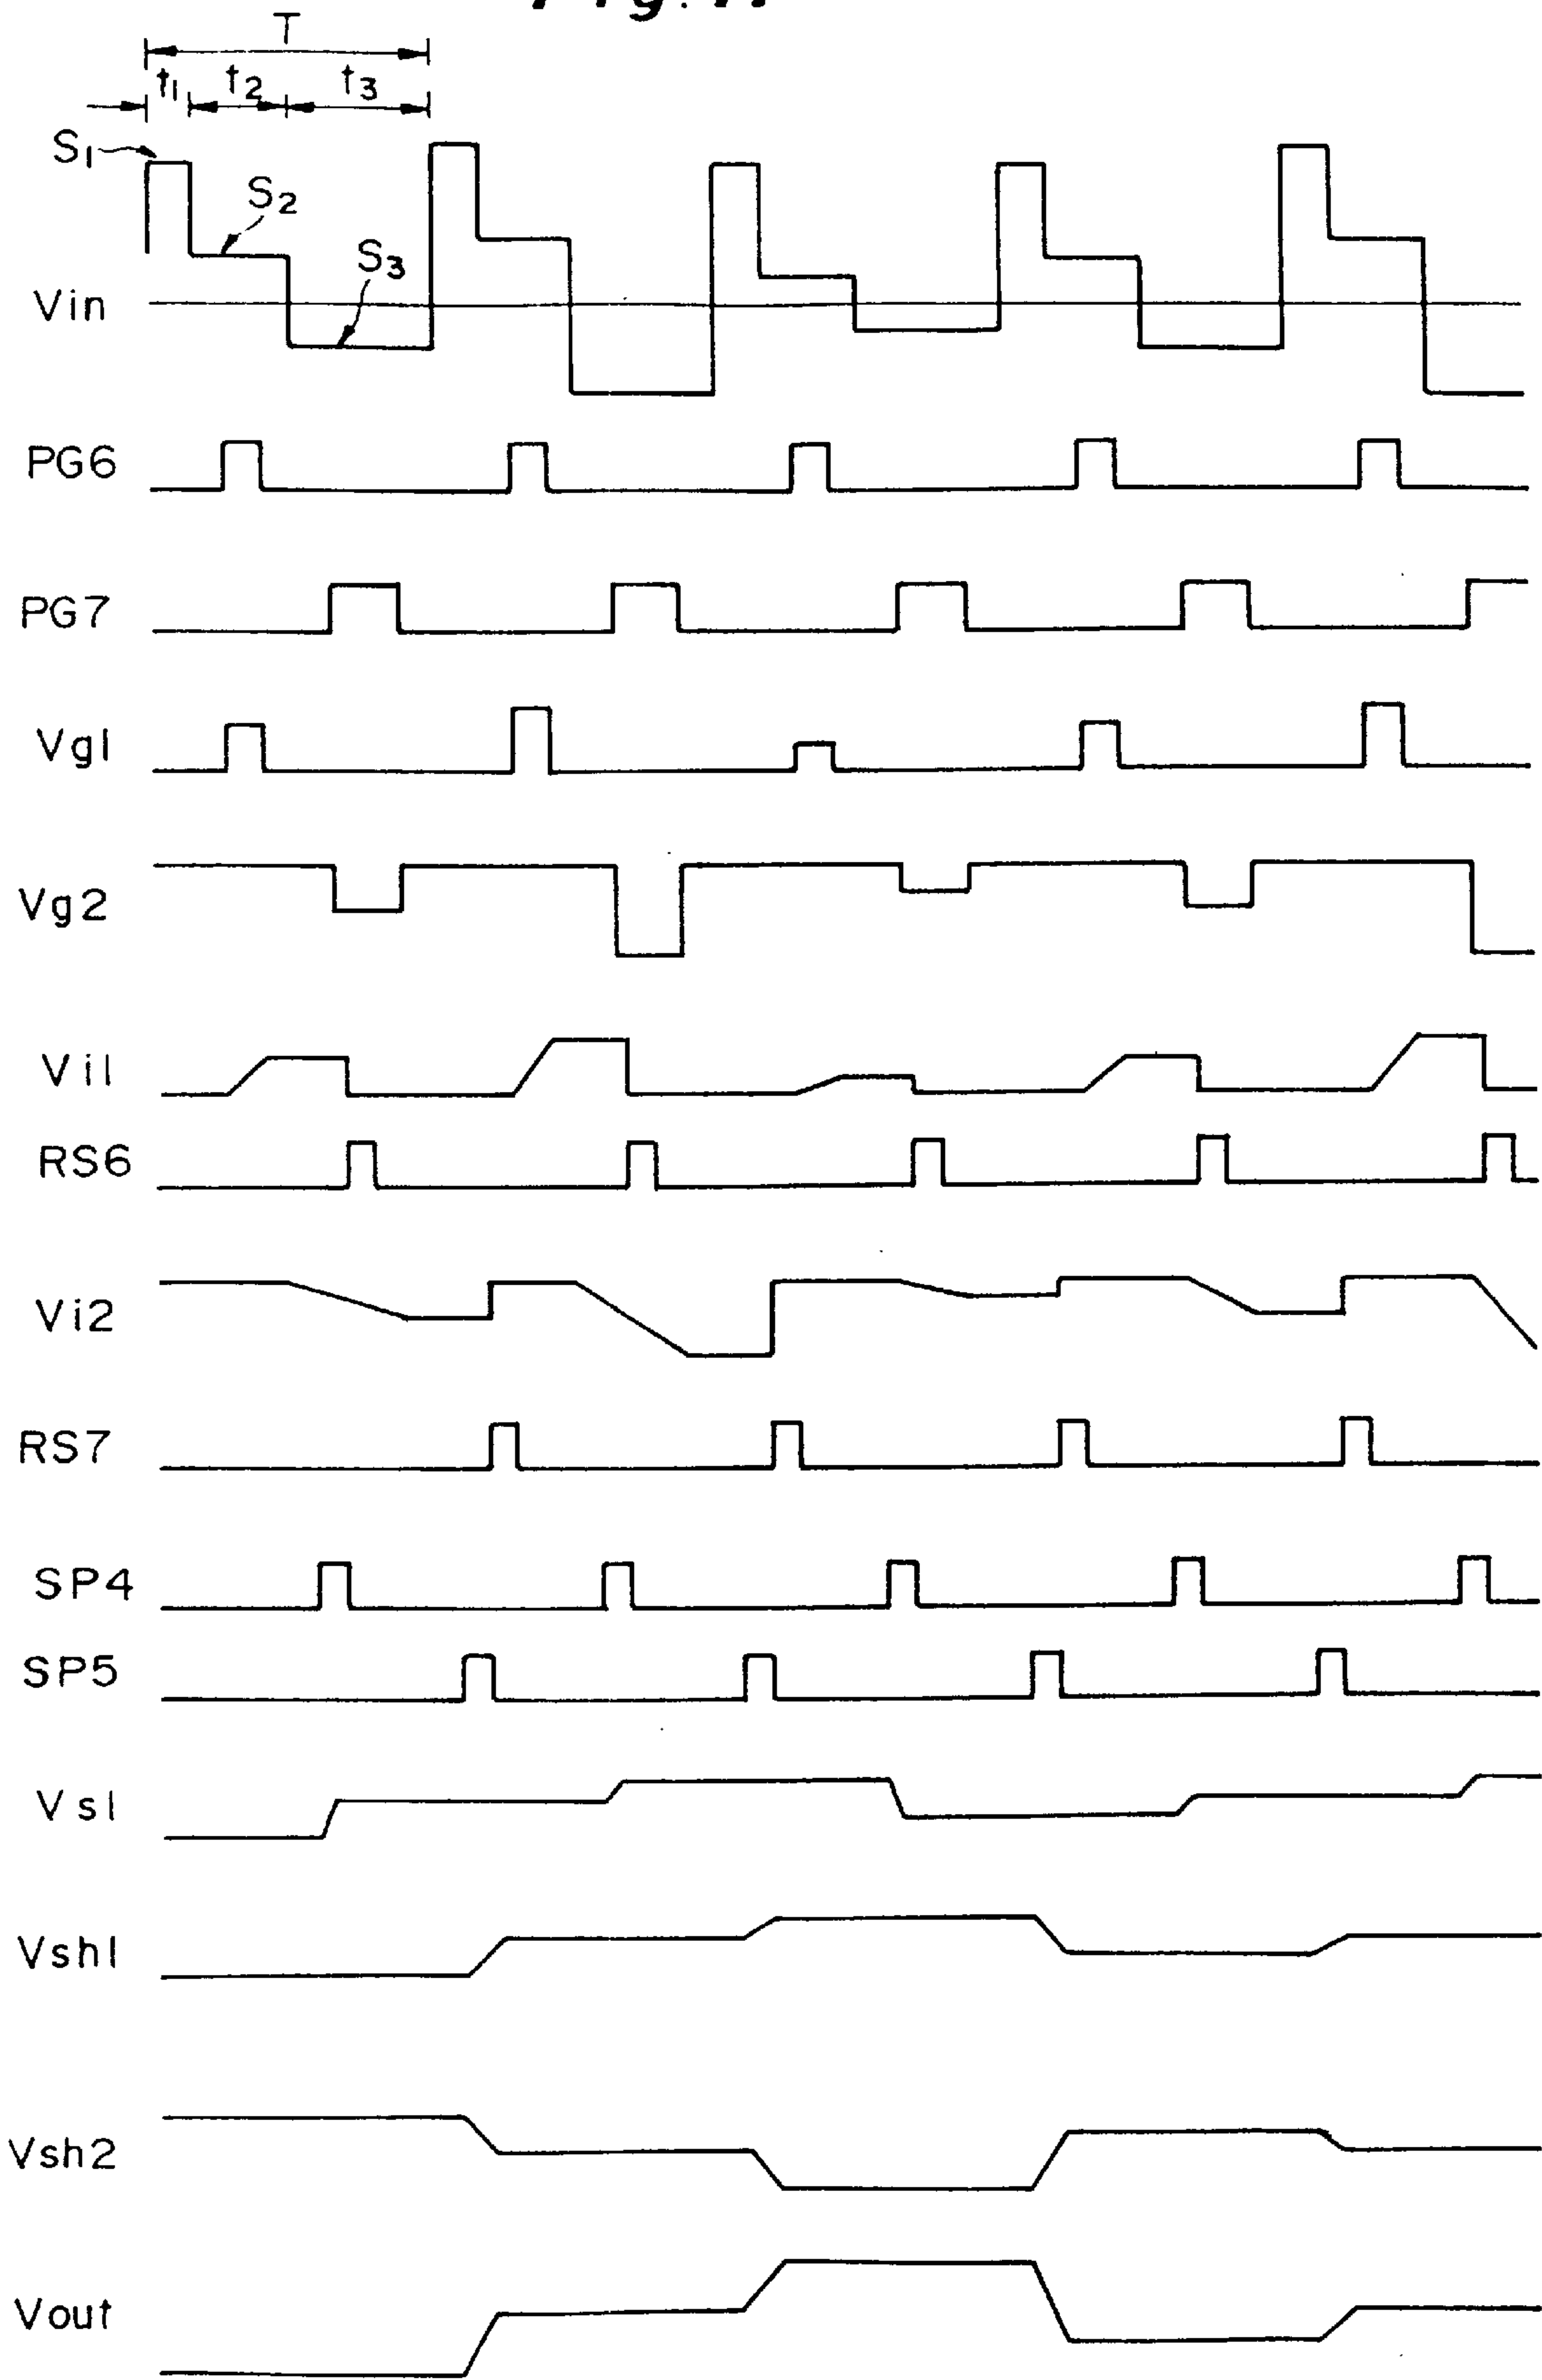 T
t1 t2 t3
S1
S2
S3
Vin
PG6
PG7
Vg1
Vg2
Vi1
RS6
Vi2
RS7
SP4
SP5
Vs1
Vsh1
Vsh2
Vout